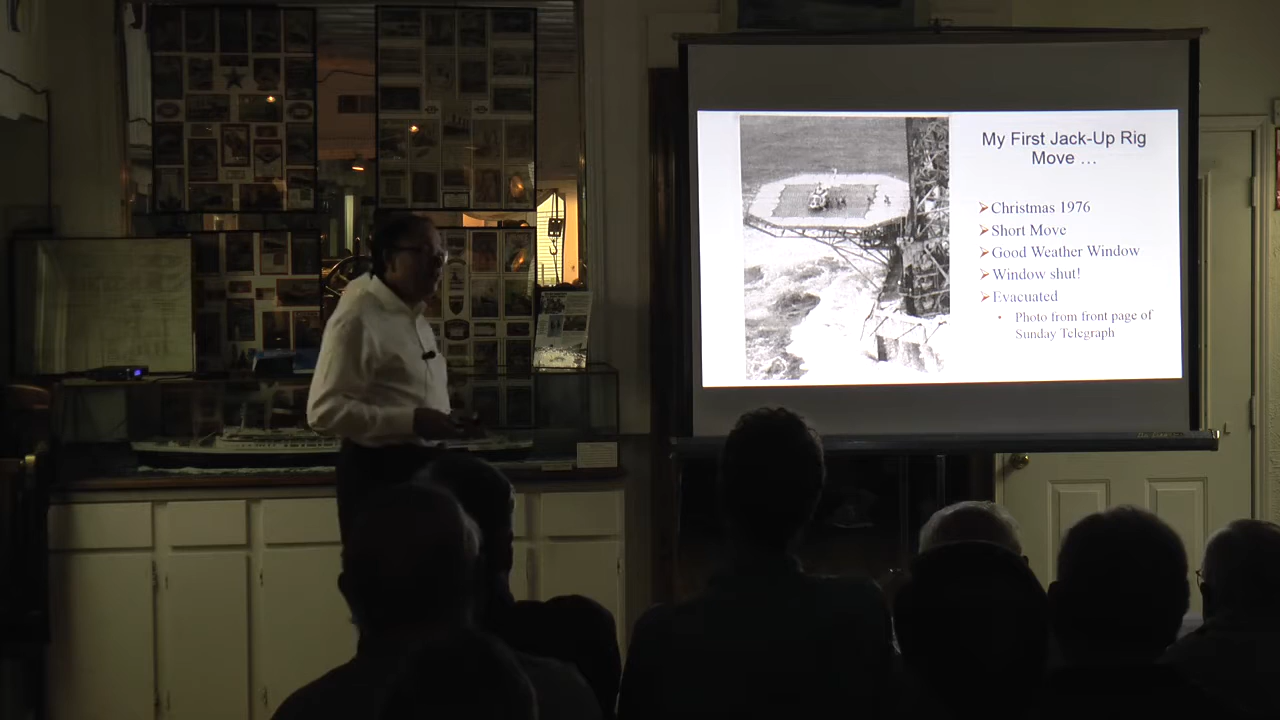 My First Jack-Up Rig
Move …
➢Christmas 1976
➢Short Move
➢Good Weather Window
➢Window shut!
➢Evacuated
• Photo from front page of
Sunday Telegraph